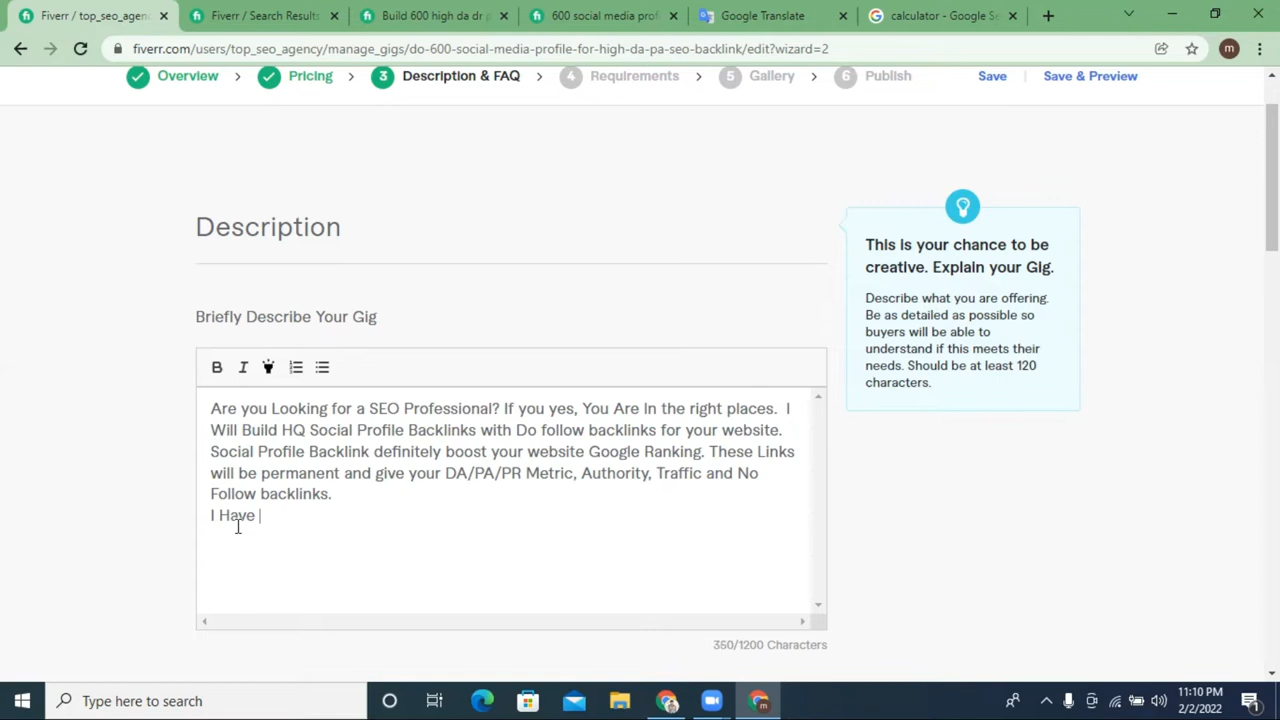 Fiverr / top_seo_agenc
Fiverr / Search Results
Build 600 high da dr p
600 social media prof
Google Translate
calculator - Google Se
fiverr.com/users/top_seo_agency/manage_gigs/do-600-social-media-profile-for-high-da-pa-seo-backlink/edit?wizard=2
m
Overview
Pricing
3 Description & FAQ
4 Requirements
5 Gallery
6 Publish
Save
Save & Preview
Description
Briefly Describe Your Gig
B I
Are you Looking for a SEO Professional? If you yes, You Are In the right places. I
Will Build HQ Social Profile Backlinks with Do follow backlinks for your website.
Social Profile Backlink definitely boost your website Google Ranking. These Links
will be permanent and give your DA/PA/PR Metric, Authority, Traffic and No
Follow backlinks.
I Have
350/1200 Characters
This is your chance to be
creative. Explain your Gig.
Describe what you are offering.
Be as detailed as possible so
buyers will be able to
understand if this meets their
needs. Should be at least 120
characters.
Type here to search
m
11:10 PM
2/2/2022
1